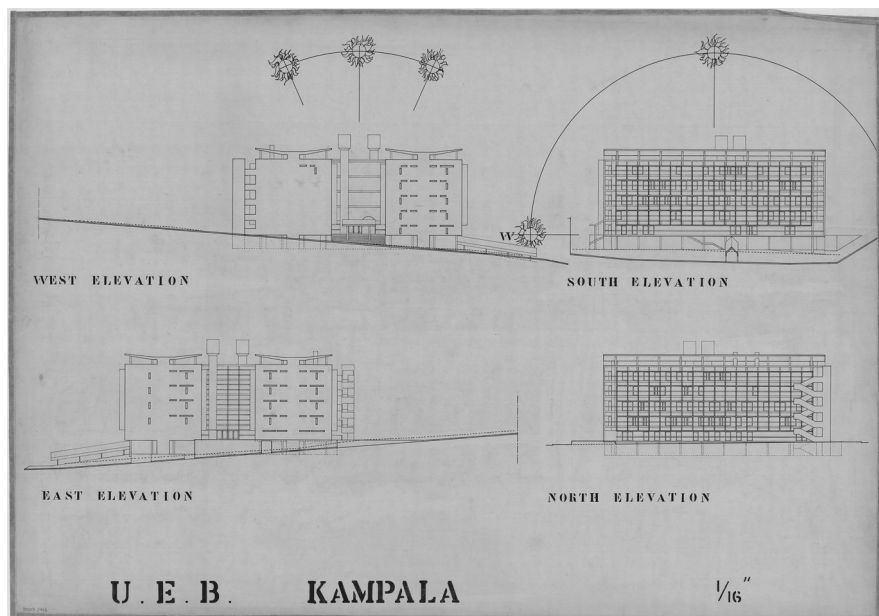 W
WEST ELEVATION
SOUTH ELEVATION
EAST ELEVATION
NORTH ELEVATION
U.E.B. KAMPALA
1/16"